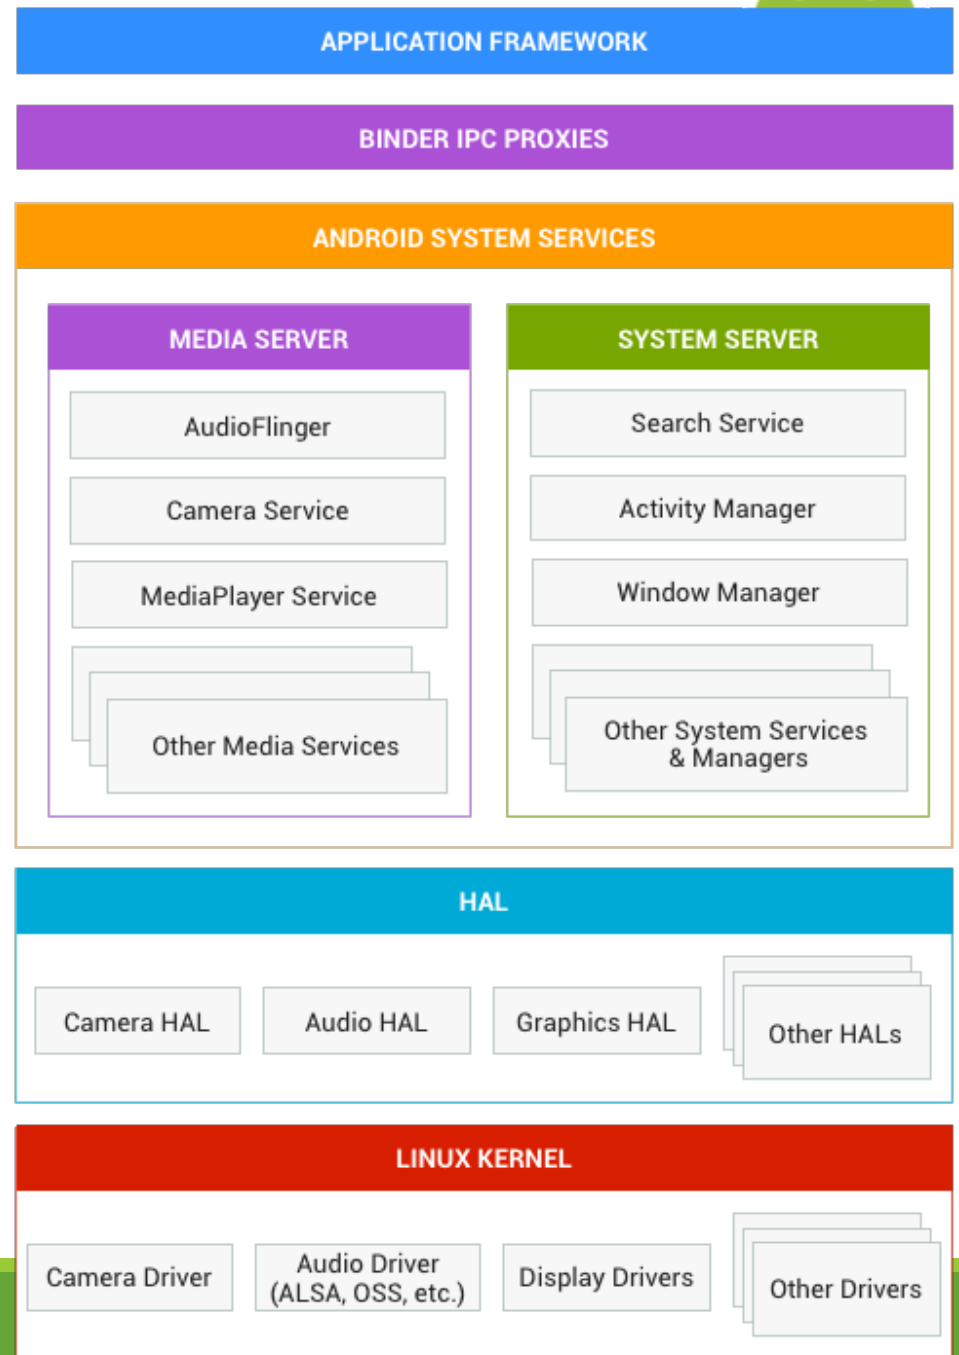 APPLICATION FRAMEWORK
BINDER IPC PROXIES
ANDROID SYSTEM SERVICES
MEDIA SERVER
AudioFlinger
Camera Service
MediaPlayer Service
Other Media Services
SYSTEM SERVER
Search Service
Activity Manager
Window Manager
Other System Services
& Managers
HAL
Camera HAL
Audio HAL
Graphics HAL
Other HALs
LINUX KERNEL
Camera Driver
Audio Driver
(ALSA, OSS, etc.)
Display Drivers
Other Drivers